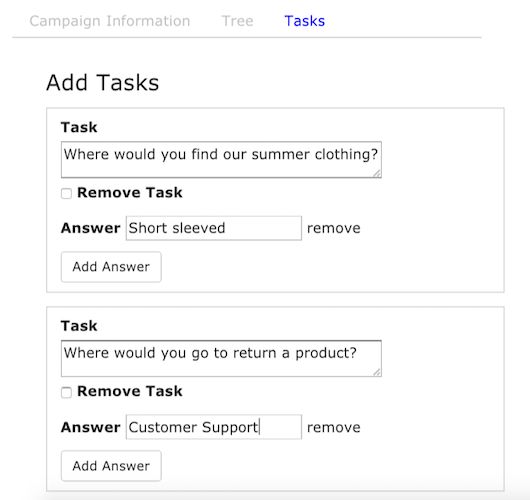 Campaign Information Tree Tasks
Add Tasks
Task
Where would you find our summer clothing?
Remove Task
Answer Short sleeved remove
Add Answer
Task
Where would you go to return a product?
Remove Task
Answer Customer Support remove
Add Answer